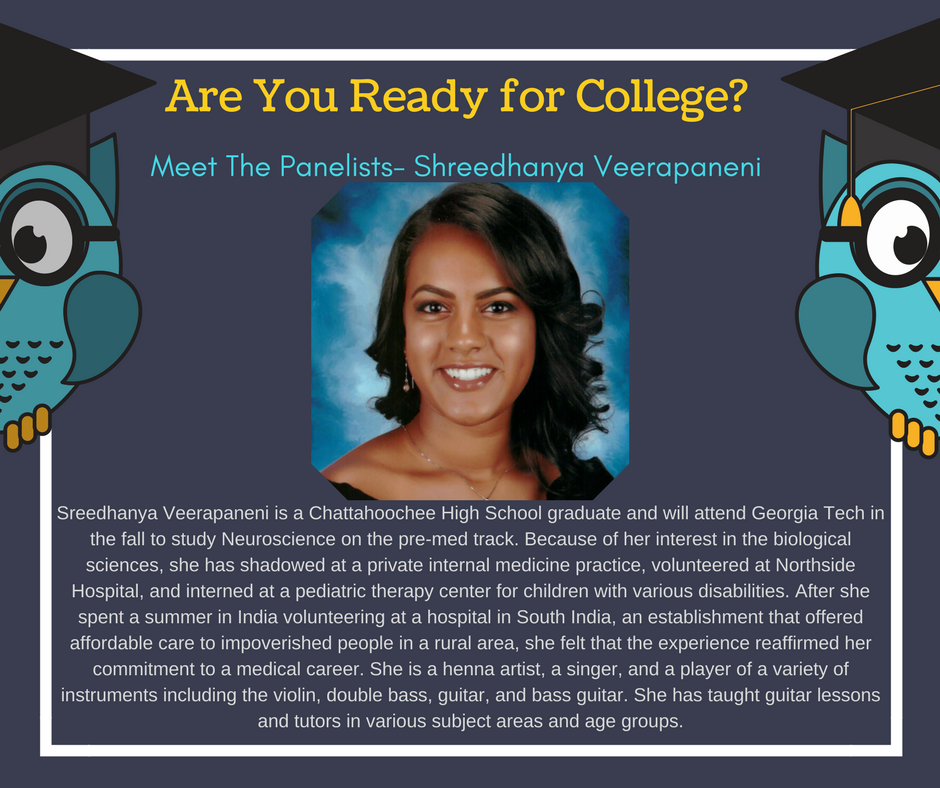 Are You Ready for College?
Meet The Panelists- Shreedhanya Veerapaneni
Sreedhanya Veerapaneni is a Chattahoochee High School graduate and will attend Georgia Tech in
the fall to study Neuroscience on the pre-med track. Because of her interest in the biological
sciences, she has shadowed at a private internal medicine practice, volunteered at Northside
Hospital, and interned at a pediatric therapy center for children with various disabilities. After she
spent a summer in India volunteering at a hospital in South India, an establishment that offered
affordable care to impoverished people in a rural area, she felt that the experience reaffirmed her
commitment to a medical career. She is a henna artist, a singer, and a player of a variety of
instruments including the violin, double bass, guitar, and bass guitar. She has taught guitar lessons
and tutors in various subject areas and age groups.